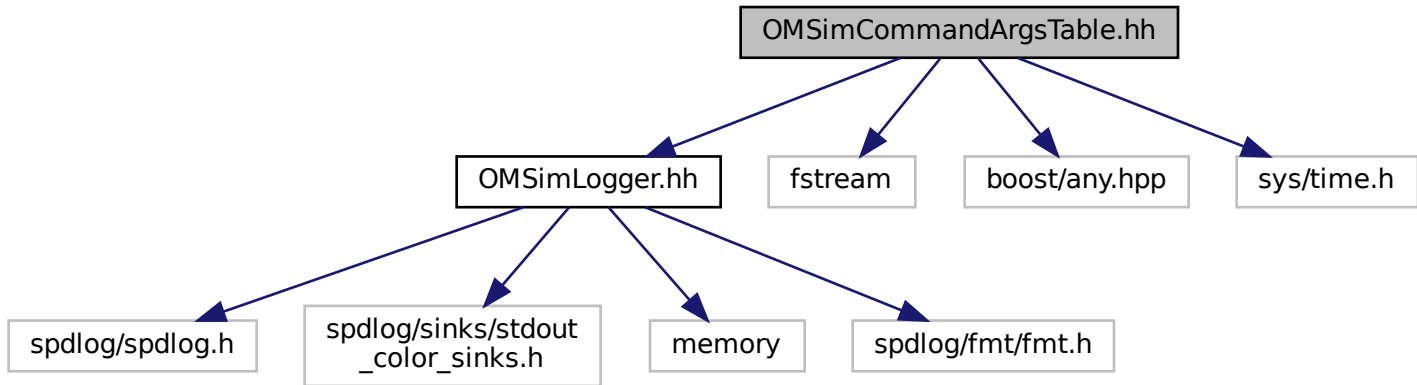 OMSimCommandArgsTable.hh
OMSimLogger.hh
fstream
boost/any.hpp
sys/time.h
spdlog/spdlog.h
spdlog/sinks/stdout
_color_sinks.h
memory
spdlog/fmt/fmt.h